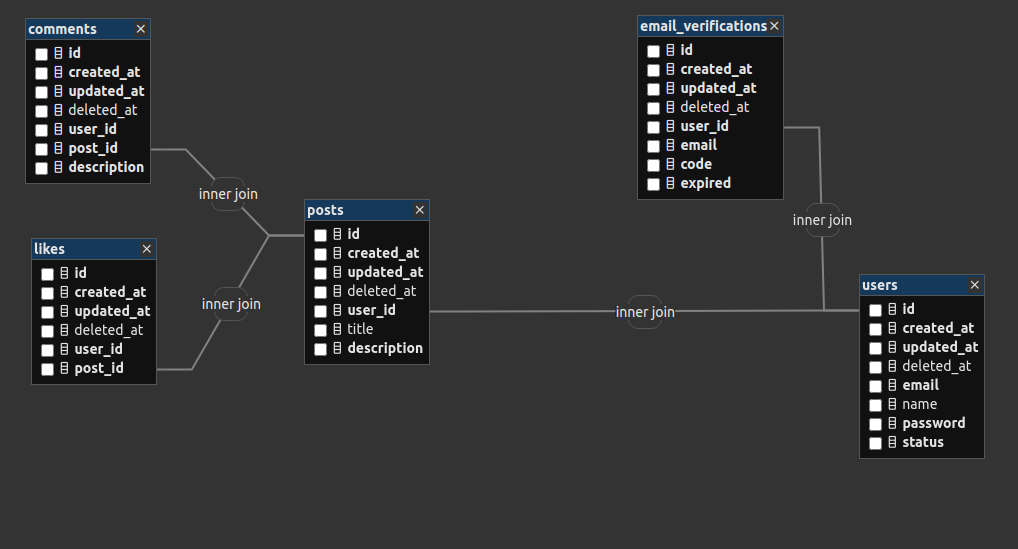 comments
id
created_at
updated_at
deleted_at
user_id
post_id
description
inner join
likes
id
created_at
updated_at
deleted_at
user_id
post_id
inner join
posts
id
created_at
updated_at
deleted_at
user_id
title
description
inner join
email_verifications
id
created_at
updated_at
deleted_at
user_id
email
code
expired
inner join
users
id
created_at
updated_at
deleted_at
email
name
password
status